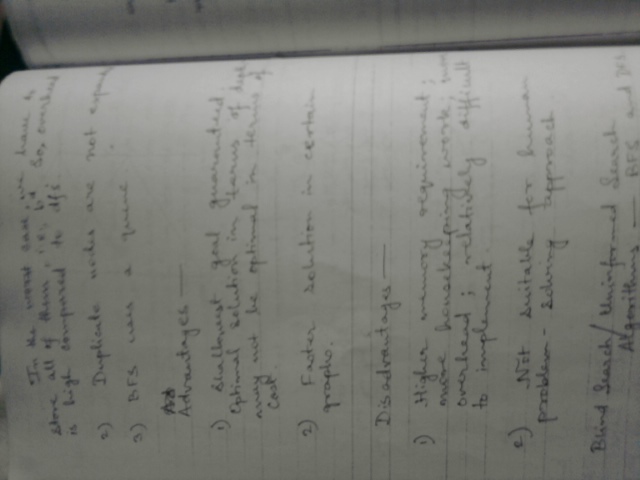 In the worst case we have to
store all of them, i.e., b^d. So, overhead
is high compared to dfs.
2) Duplicate nodes are not
3) BFS uses a queue.
Advantages —
1) Shallowest goal guaranteed
Optimal solution in terms of
may not be optimal in terms of
cost.
2) Faster solution in certain
graphs.
Disadvantages —
1) Higher memory requirement;
more housekeeping work;
overhead; relatively difficult
to implement.
2) Not suitable for human
problem-solving approach.
Blind Search/Uninformed Search
Algorithms — BFS and DFS